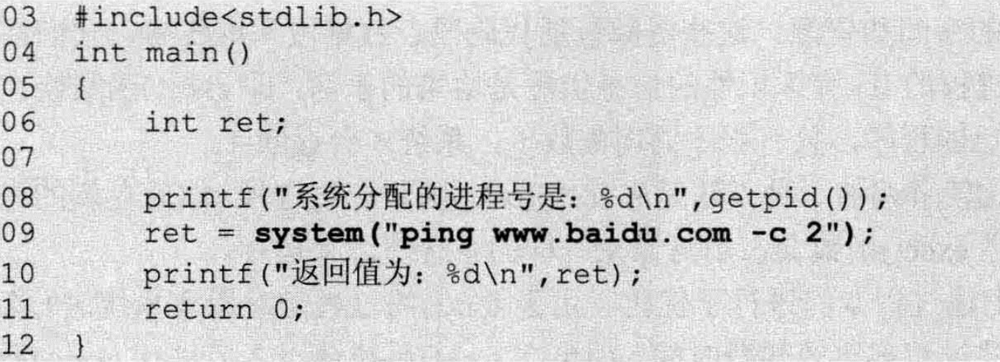 03 #include<stdlib.h>
04 int main()
05 {
06 int ret;
07
08 printf("系统分配的进程号是：%d\n",getpid());
09 ret = system("ping www.baidu.com -c 2");
10 printf("返回值为：%d\n",ret);
11 return 0;
12 }